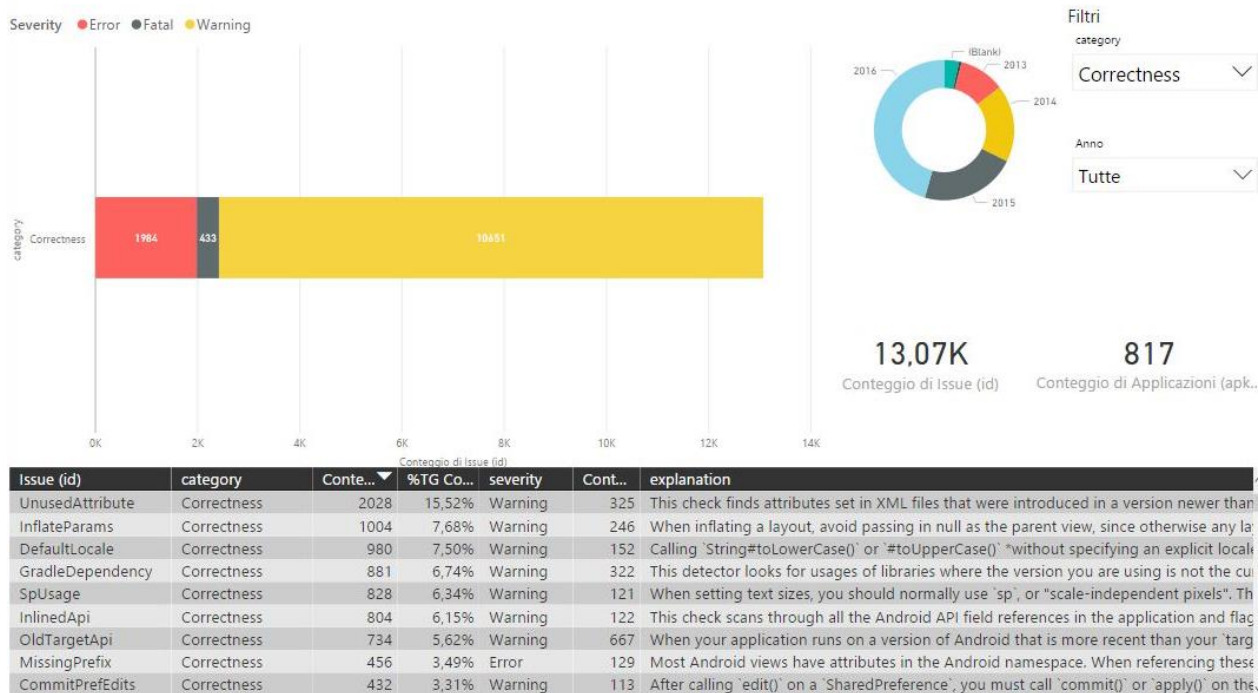 Severity Error Fatal Warning
Filtri
category
Correctness
Anno
Tutte
(Blank)
2013
2014
2015
2016
category
Correctness
1984 433 10651
0K 2K 4K 6K 8K 10K 12K 14K
Conteggio di Issue (id)
13,07K
Conteggio di Issue (id)
817
Conteggio di Applicazioni (apk...
Issue (id) category Conte... %TG Co... severity Cont... explanation
UnusedAttribute Correctness 2028 15,52% Warning 325 This check finds attributes set in XML files that were introduced in a version newer than
InflateParams Correctness 1004 7,68% Warning 246 When inflating a layout, avoid passing in null as the parent view, since otherwise any la
DefaultLocale Correctness 980 7,50% Warning 152 Calling `String#toLowerCase()` or `#toUpperCase()` *without specifying an explicit locale
GradleDependency Correctness 881 6,74% Warning 322 This detector looks for usages of libraries where the version you are using is not the cu
SpUsage Correctness 828 6,34% Warning 121 When setting text sizes, you should normally use `sp`, or "scale-independent pixels". Th
InlinedApi Correctness 804 6,15% Warning 122 This check scans through all the Android API field references in the application and flag
OldTargetApi Correctness 734 5,62% Warning 667 When your application runs on a version of Android that is more recent than your `targ
MissingPrefix Correctness 456 3,49% Error 129 Most Android views have attributes in the Android namespace. When referencing these
CommitPrefEdits Correctness 432 3,31% Warning 113 After calling `edit()` on a `SharedPreference`, you must call `commit()` or `apply()` on the